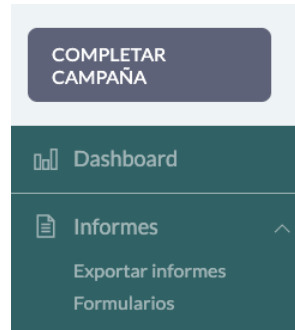 COMPLETAR
CAMPAÑA
Dashboard
Informes
Exportar informes
Formularios